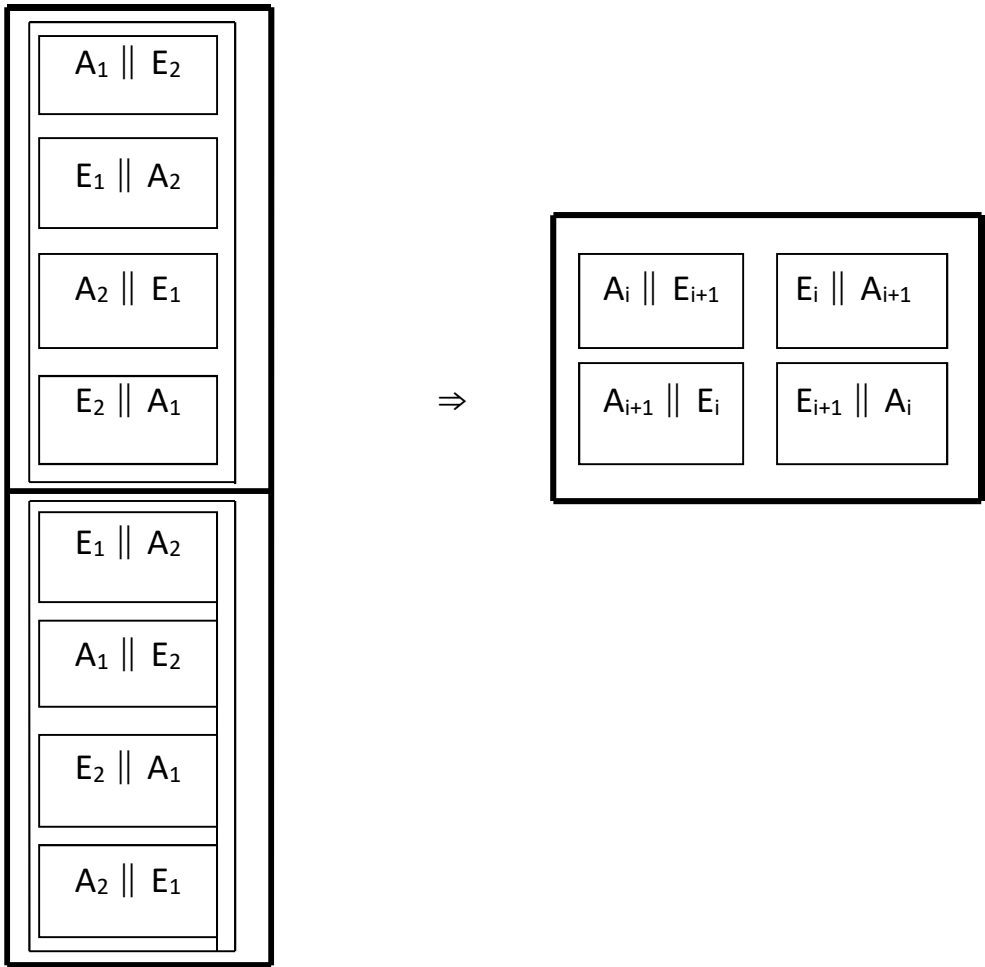 A₁ || E₂
E₁ || A₂
A₂ || E₁
E₂ || A₁
E₁ || A₂
A₁ || E₂
E₂ || A₁
A₂ || E₁
⇒
Aᵢ || Eᵢ₊₁
Eᵢ || Aᵢ₊₁
Aᵢ₊₁ || Eᵢ
Eᵢ₊₁ || Aᵢ